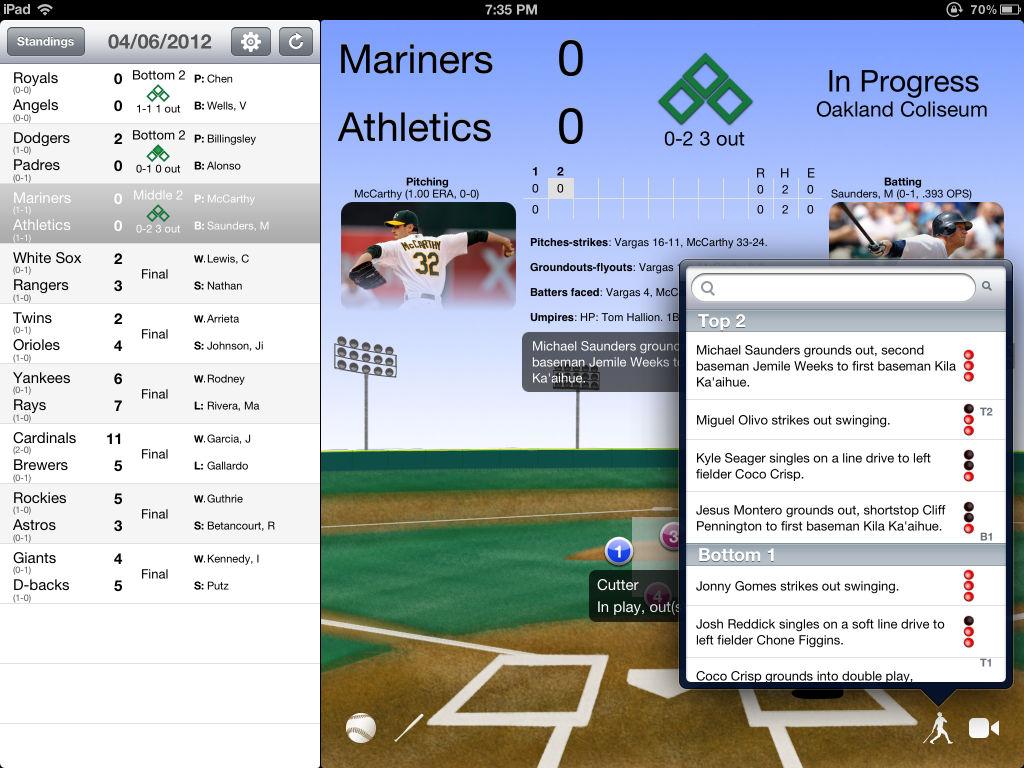 iPad
7:35 PM
70%
Standings
04/06/2012
Royals 0 Bottom 2 P: Chen
(0-0)
Angels 0 1-1 1 out B: Wells, V
(0-0)
Dodgers 2 Bottom 2 P: Billingsley
(1-0)
Padres 0 0-1 0 out B: Alonso
(0-1)
Mariners 0 Middle 2 P: McCarthy
(1-1)
Athletics 0 0-2 3 out B: Saunders, M
(1-1)
White Sox 2 W. Lewis, C
(0-1)
Final
Rangers 3 S: Nathan
(1-0)
Twins 2 W. Arrieta
(0-1)
Final
Orioles 4 S: Johnson, Ji
(1-0)
Yankees 6 W. Rodney
(0-1)
Final
Rays 7 L: Rivera, Ma
(1-0)
Cardinals 11 W. Garcia, J
(2-0)
Final
Brewers 5 L: Gallardo
(0-1)
Rockies 5 W. Guthrie
(1-0)
Final
Astros 3 S: Betancourt, R
(0-1)
Giants 4 W. Kennedy, I
(0-1)
Final
D-backs 5 S: Putz
(1-0)
Mariners 0
Athletics 0
0-2 3 out
In Progress
Oakland Coliseum
Pitching
McCarthy (1.00 ERA, 0-0)
McCARTHY
32
1 2 R H E
0 0 0 2 0
0 0 2 0
Batting
Saunders, M (0-1, .393 OPS)
Pitches-strikes: Vargas 16-11, McCarthy 33-24.
Groundouts-flyouts: Vargas
Batters faced: Vargas 4, McC
Umpires: HP: Tom Hallion. 1B
Michael Saunders ground
baseman Jemile Weeks to
Ka'aihue.
1
3
4
Cutter
In play, out(s
Top 2
Michael Saunders grounds out, second
baseman Jemile Weeks to first baseman Kila
Ka'aihue.
T2
Miguel Olivo strikes out swinging.
Kyle Seager singles on a line drive to left
fielder Coco Crisp.
Jesus Montero grounds out, shortstop Cliff
Pennington to first baseman Kila Ka'aihue.
B1
Bottom 1
Jonny Gomes strikes out swinging.
Josh Reddick singles on a soft line drive to
left fielder Chone Figgins.
T1
Coco Crisp grounds into double play,